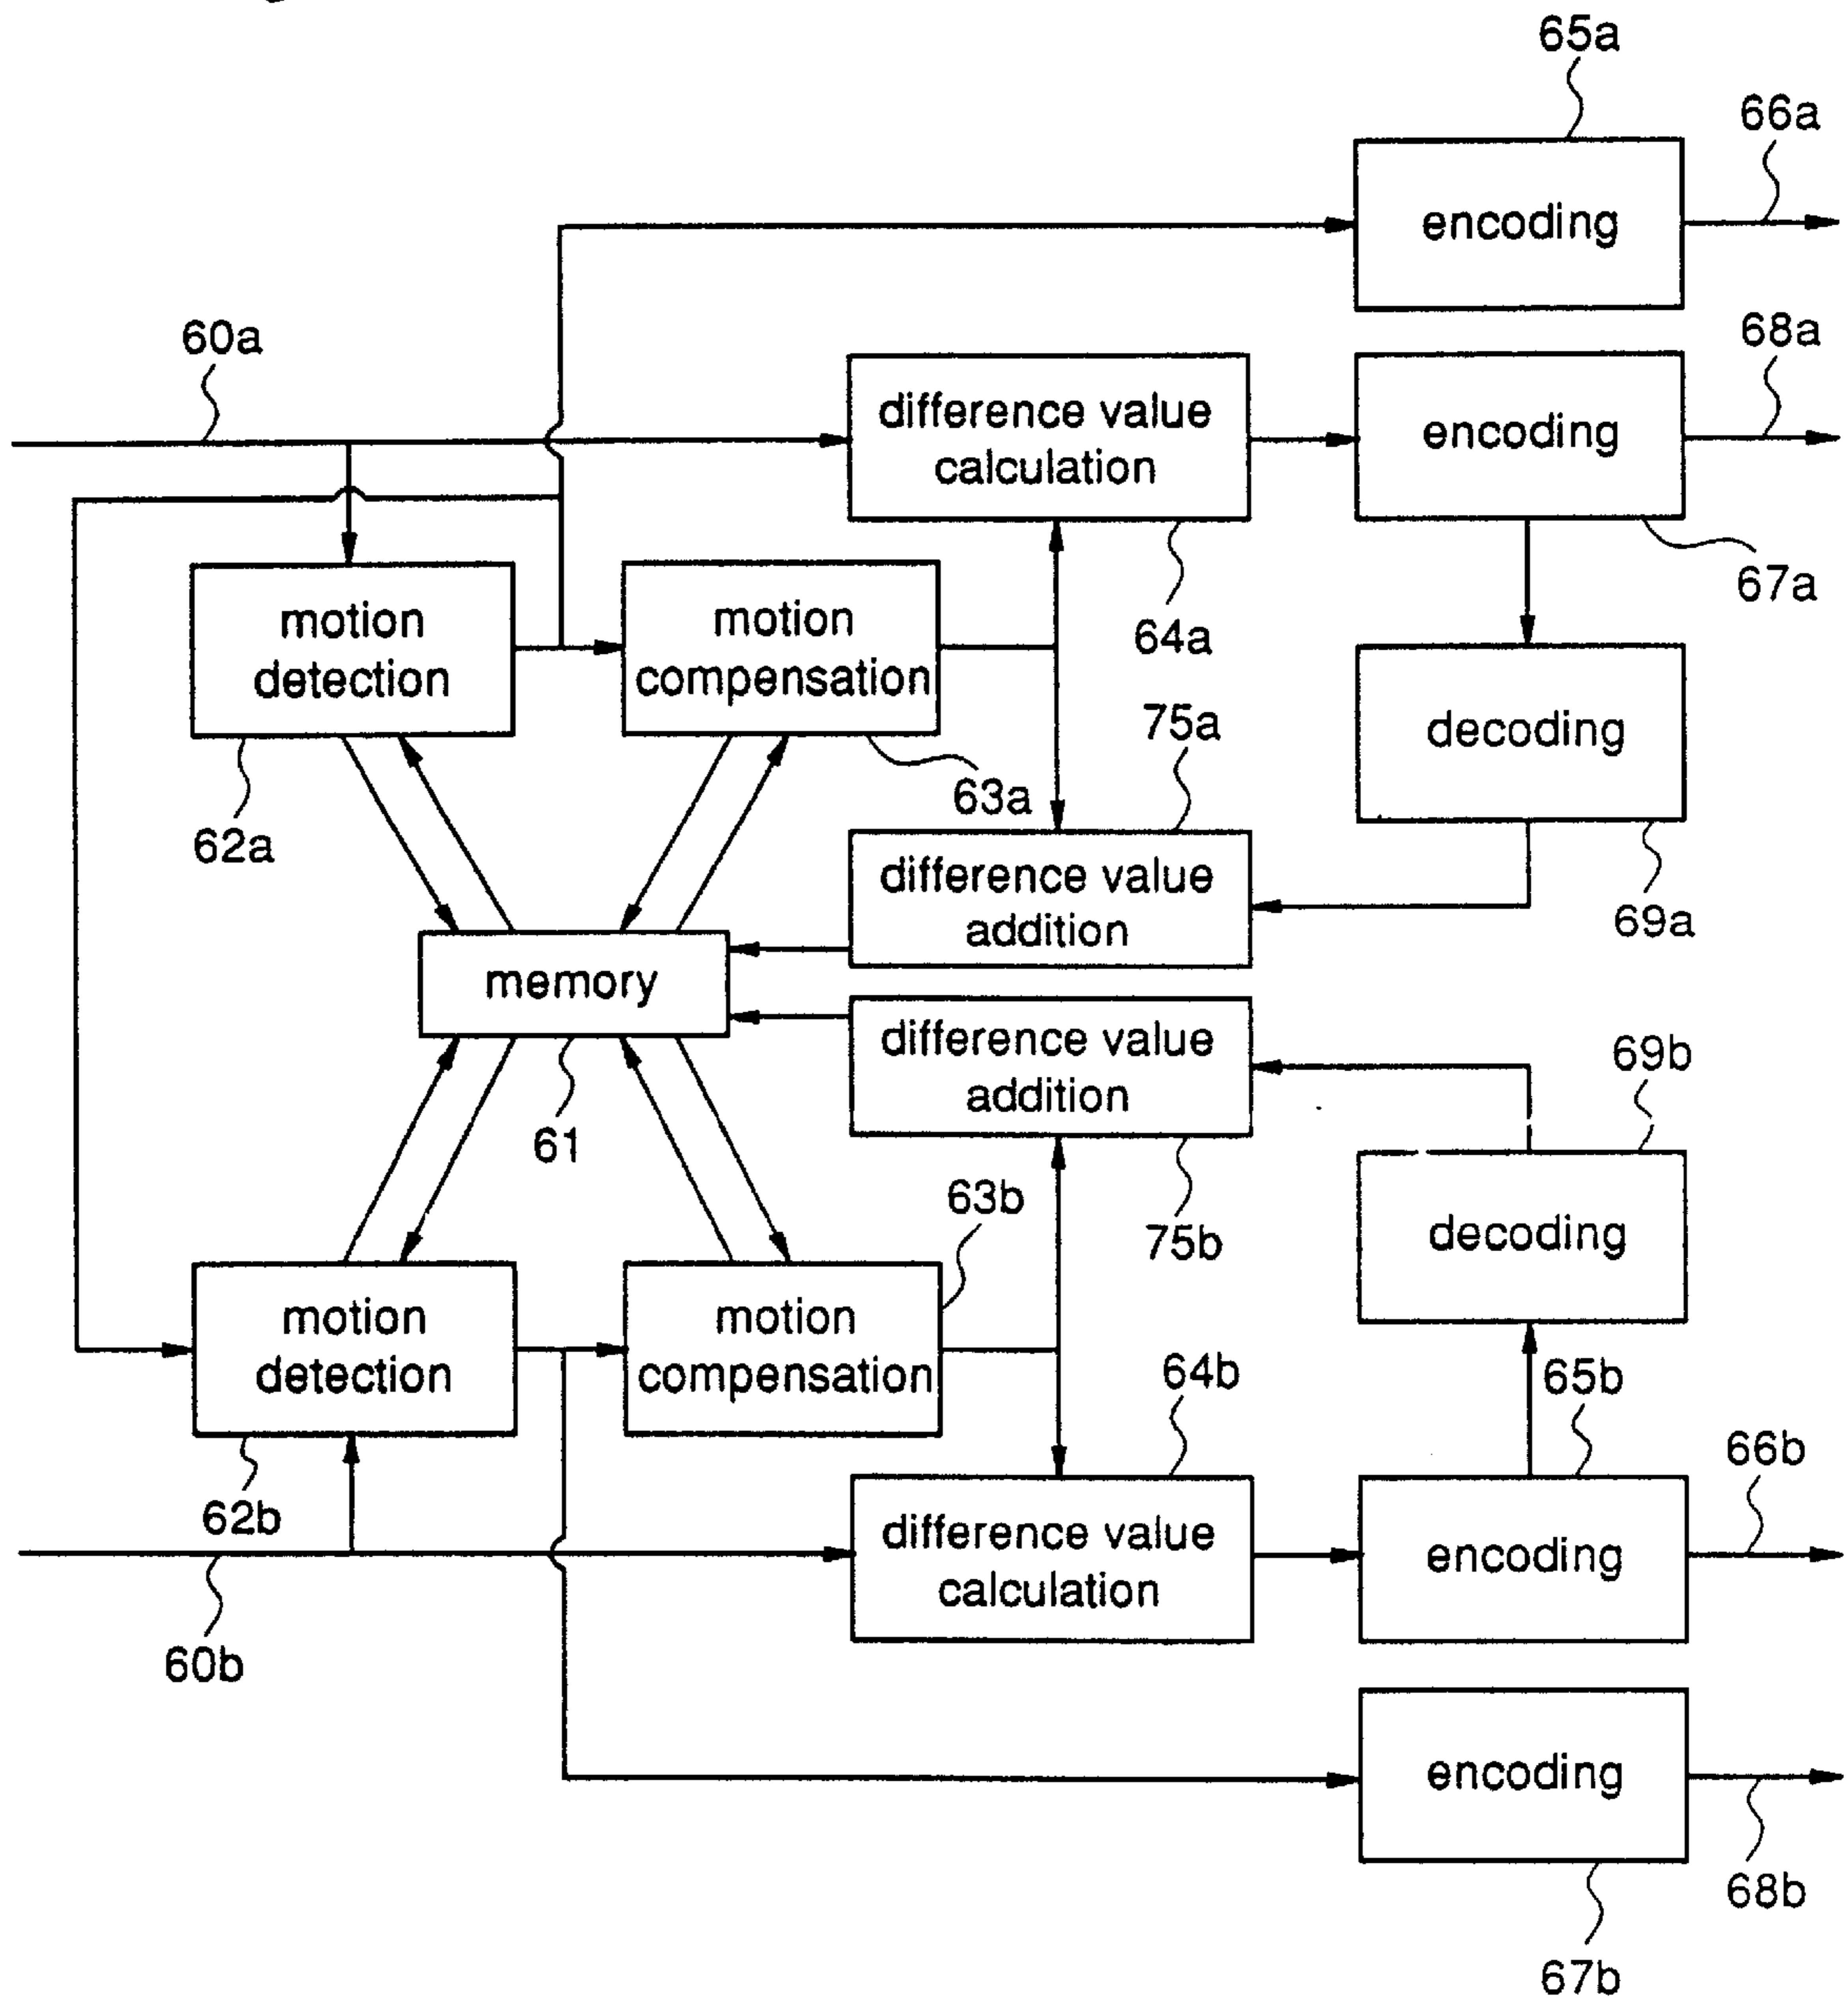 65a
66a
encoding
60a
68a
difference value
calculation
encoding
67a
motion
detection
motion
compensation
64a
75a
decoding
63a
62a
difference value
addition
69a
memory
difference value
addition
69b
61
63b
75b
decoding
motion
detection
motion
compensation
64b
65b
66b
62b
difference value
calculation
encoding
60b
encoding
68b
67b